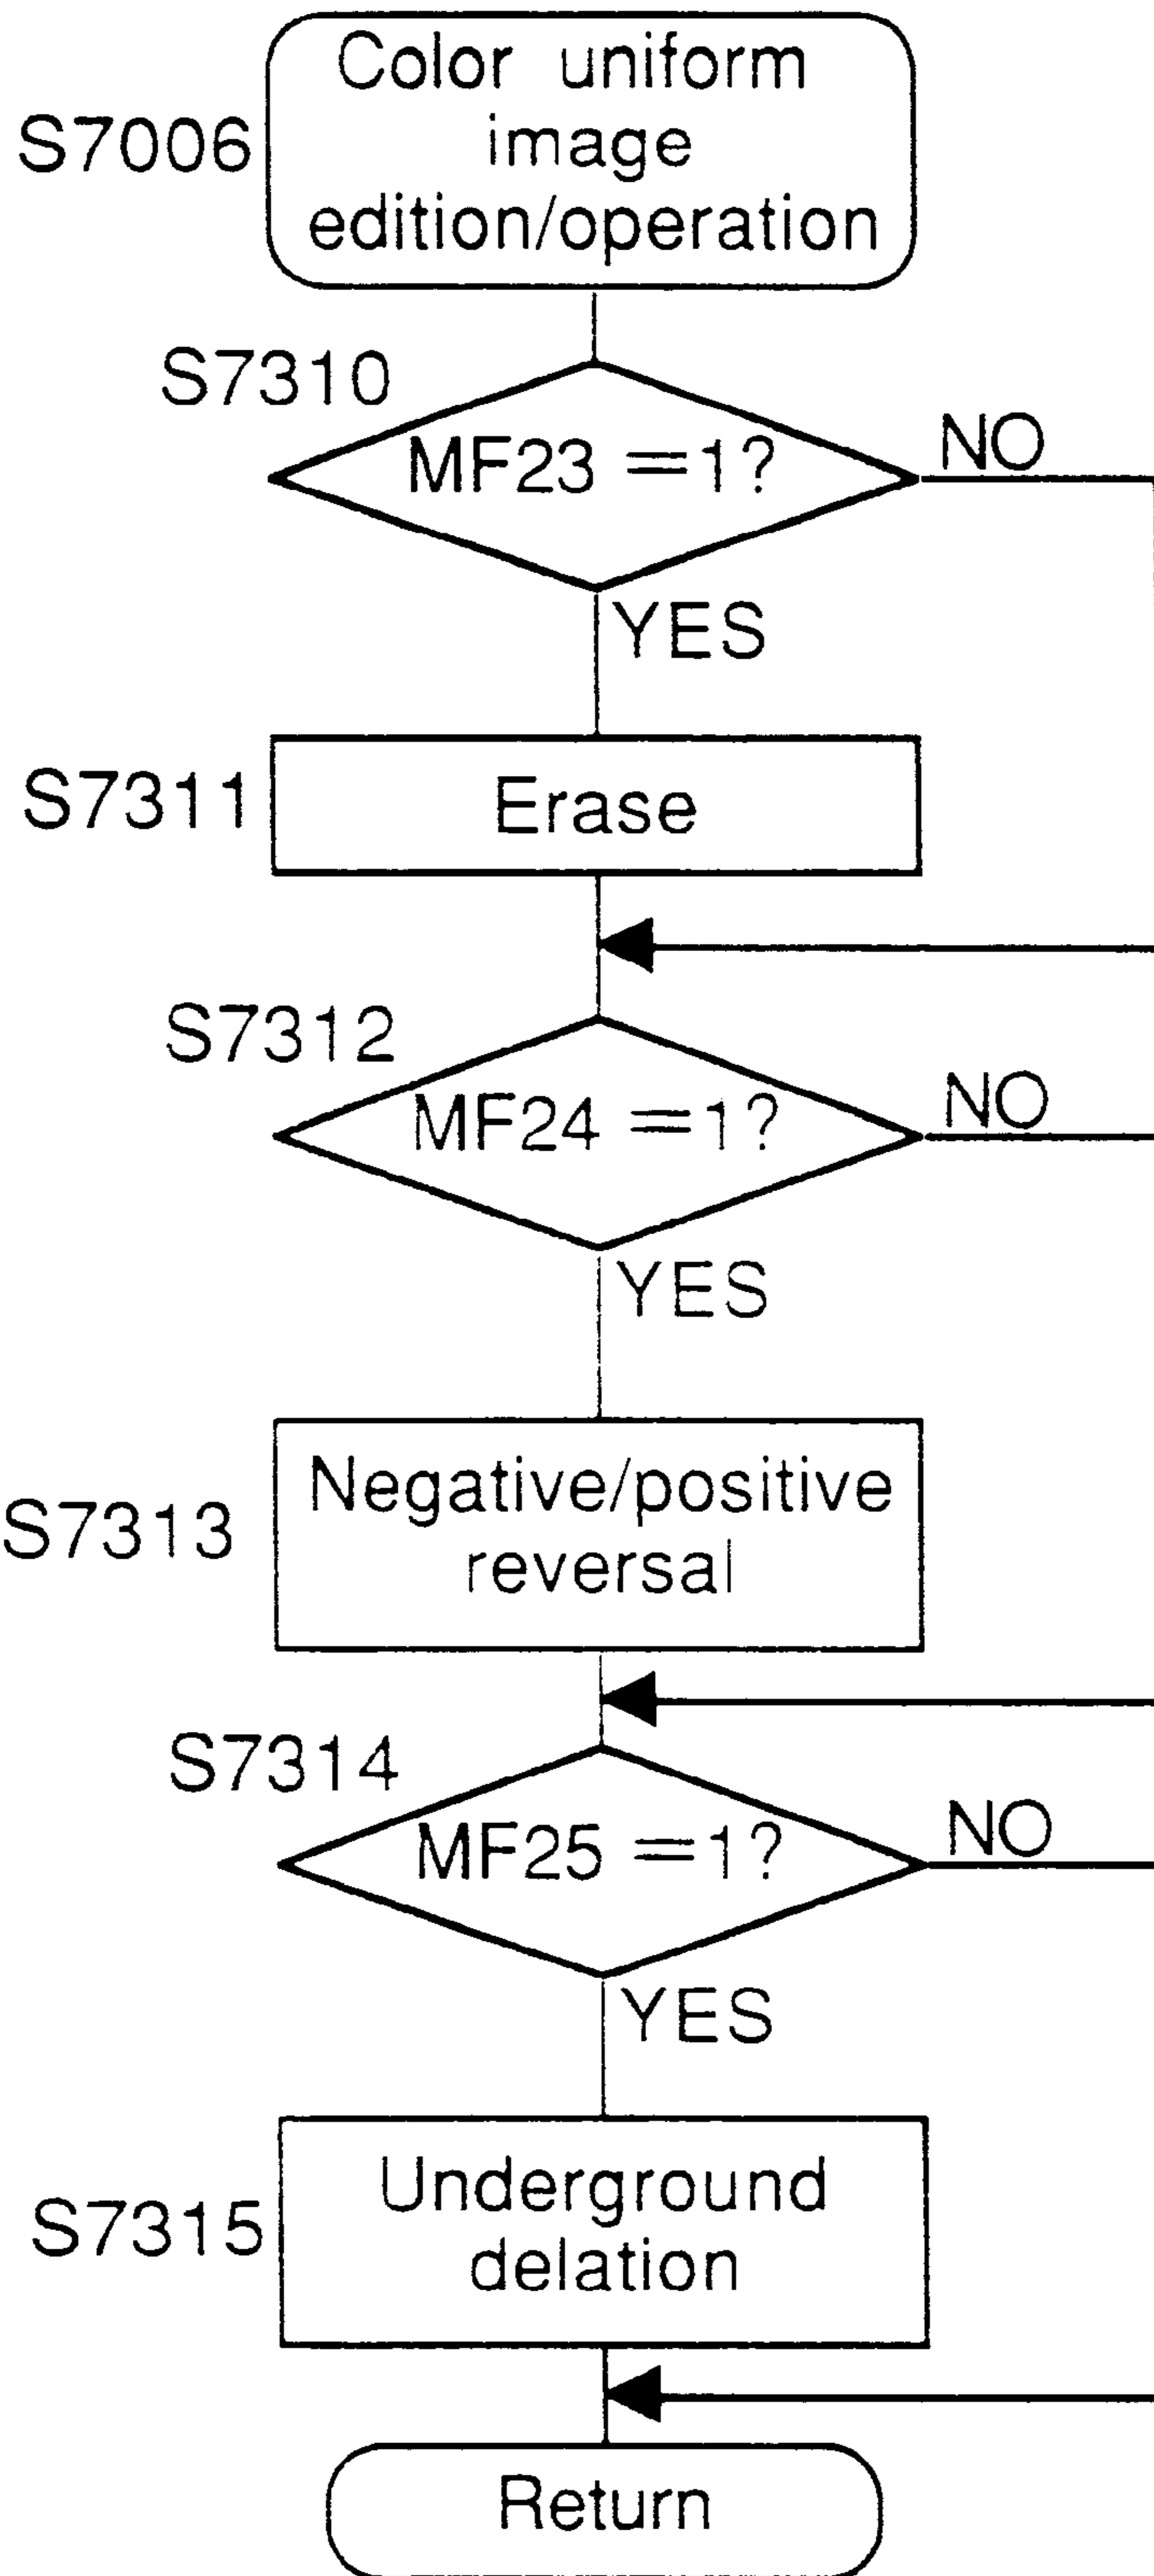 Color uniform
image
edition/operation
S7006
S7310
MF23 =1?
NO
YES
S7311
Erase
S7312
MF24 =1?
NO
YES
S7313
Negative/positive
reversal
S7314
MF25 =1?
NO
YES
S7315
Underground
delation
Return